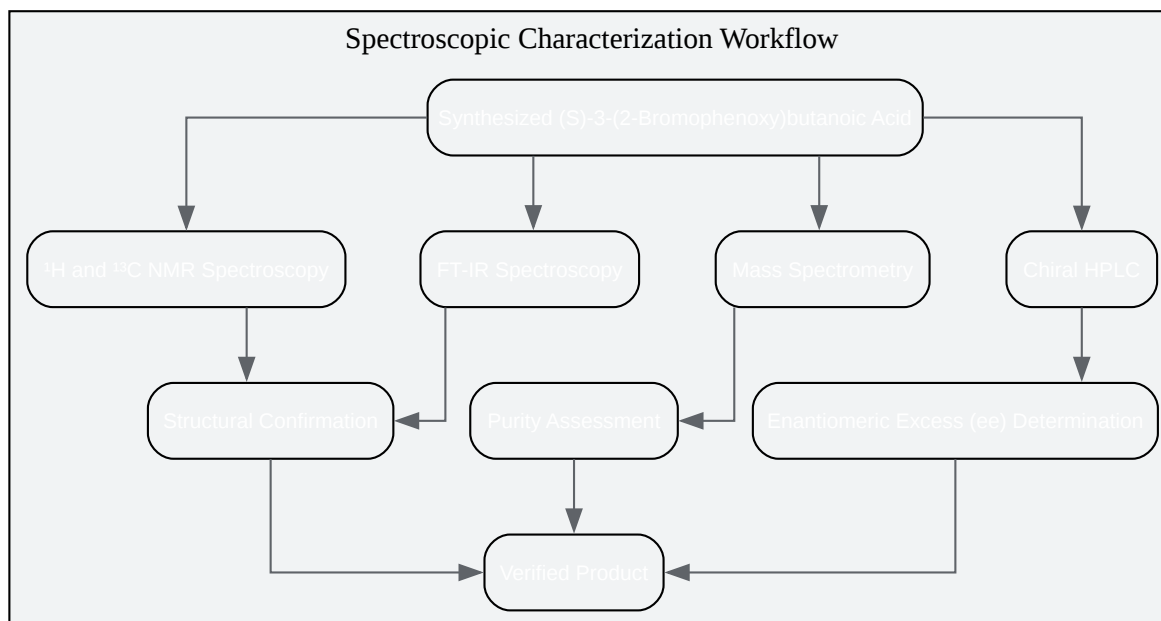 Spectroscopic Characterization Workflow
Synthesized (S)-3-(2-Bromophenoxy)butanoic Acid
¹H and ¹³C NMR Spectroscopy
FT-IR Spectroscopy
Mass Spectrometry
Chiral HPLC
Structural Confirmation
Purity Assessment
Enantiomeric Excess (ee) Determination
Verified Product